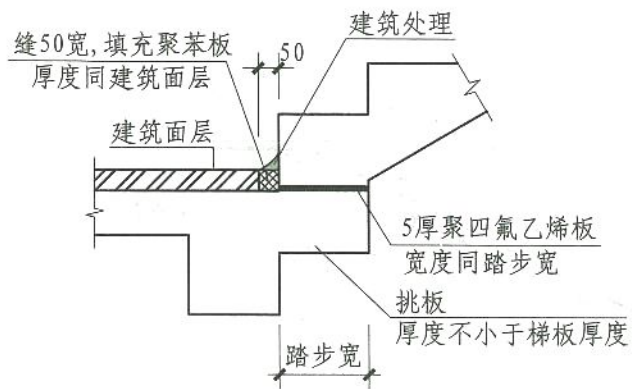 建筑处理
缝50宽,填充聚苯板
厚度同建筑面层
50
建筑面层
5厚聚四氟乙烯板
宽度同踏步宽
挑板
厚度不小于梯板厚度
踏步宽